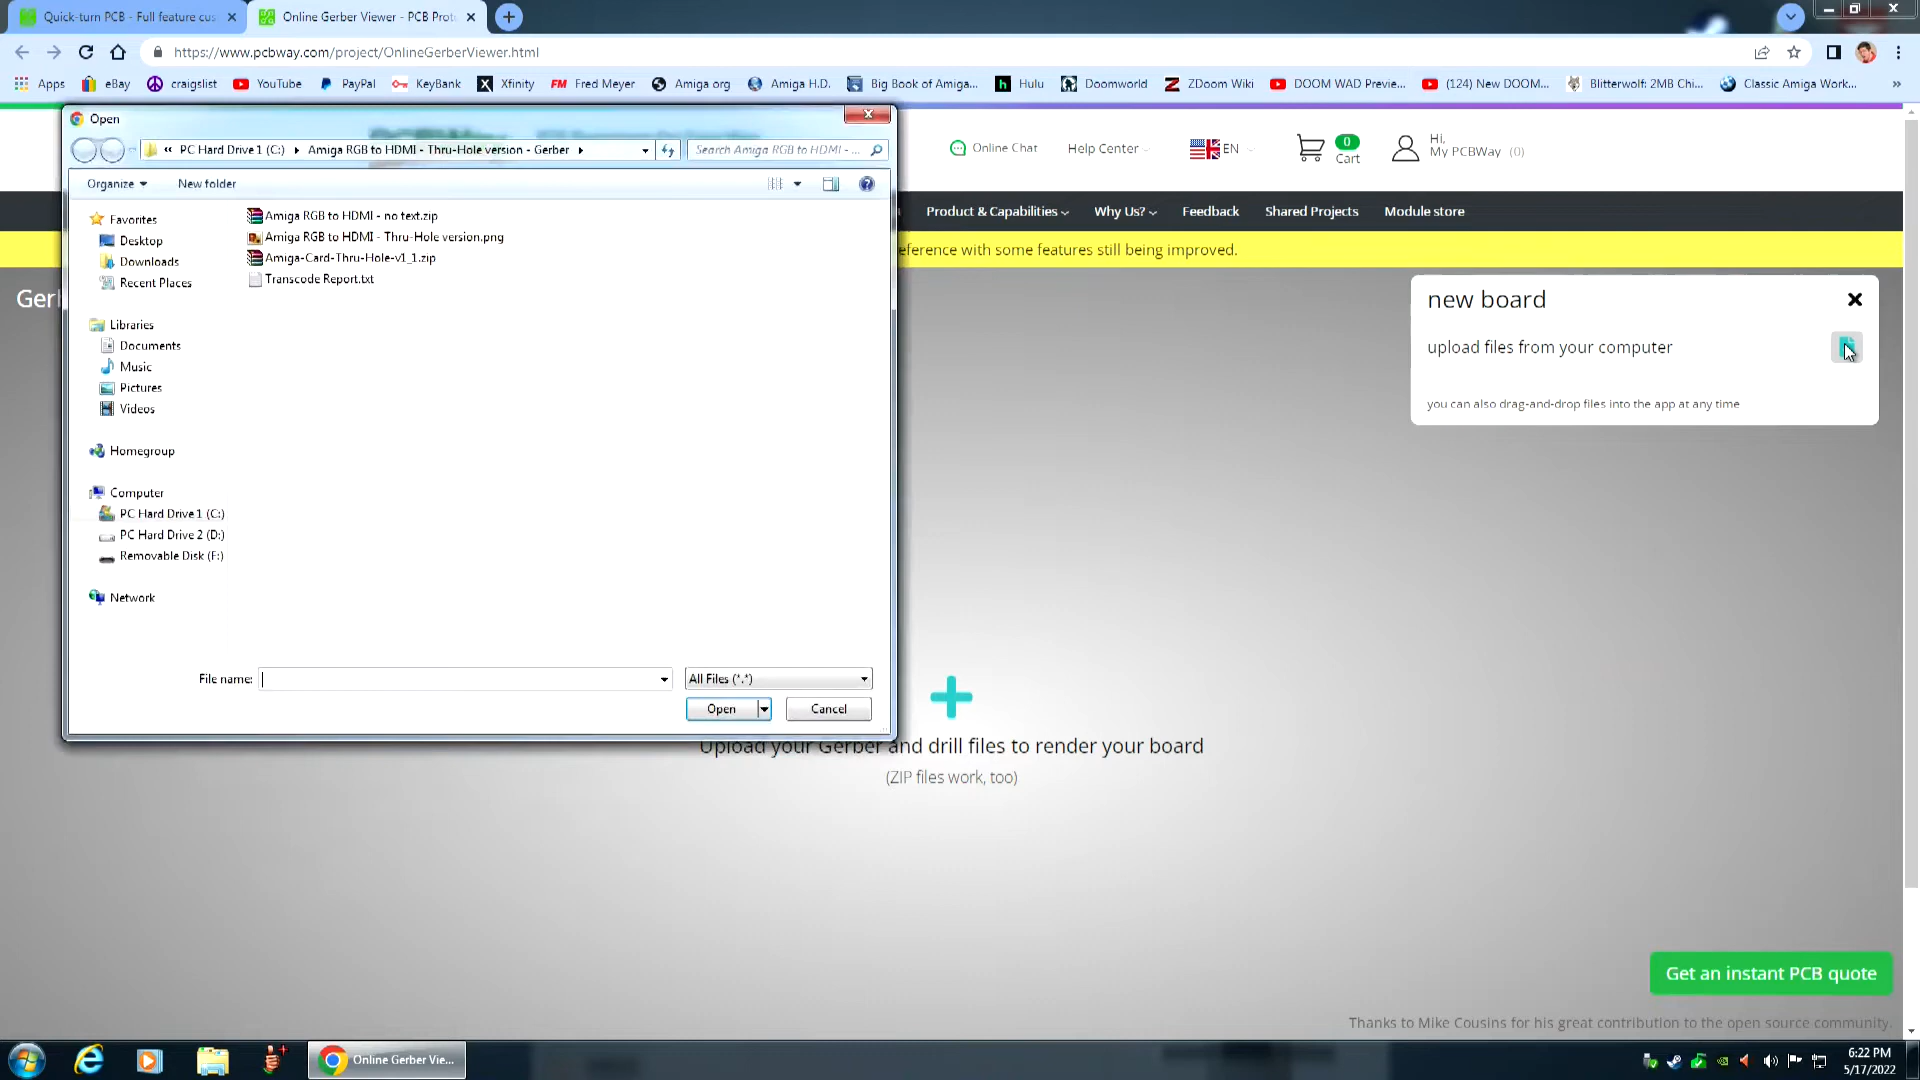 Quick-turn PCB - Full feature cus
Online Gerber Viewer - PCB Proto
https://www.pcbway.com/project/OnlineGerberViewer.html
Apps
eBay
craigslist
YouTube
PayPal
KeyBank
Xfinity
FM Fred Meyer
Amiga org
Amiga H.D.
Big Book of Amiga...
Hulu
Doomworld
ZDoom Wiki
DOOM WAD Previe...
(124) New DOOM...
Blitterwolf: 2MB Chi...
Classic Amiga Work...
»
Open
« PC Hard Drive 1 (C:) Amiga RGB to HDMI - Thru-Hole version - Gerber
Search Amiga RGB to HDMI - ...
Organize
New folder
Favorites
Desktop
Downloads
Recent Places
Libraries
Documents
Music
Pictures
Videos
Homegroup
Computer
PC Hard Drive 1 (C:)
PC Hard Drive 2 (D:)
Removable Disk (F:)
Network
Amiga RGB to HDMI - no text.zip
Amiga RGB to HDMI - Thru-Hole version.png
Amiga-Card-Thru-Hole-v1_1.zip
Transcode Report.txt
File name:
All Files (*.*)
Open
Cancel
Online Chat
Help Center
EN
0
Cart
Hi,
My PCBWay (0)
Product & Capabilities
Why Us?
Feedback
Shared Projects
Module store
eference with some features still being improved.
Ger
new board
upload files from your computer
you can also drag-and-drop files into the app at any time
Upload your Gerber and drill files to render your board
(ZIP files work, too)
Get an instant PCB quote
Thanks to Mike Cousins for his great contribution to the open source community.
Online Gerber Vie...
6:22 PM
5/17/2022